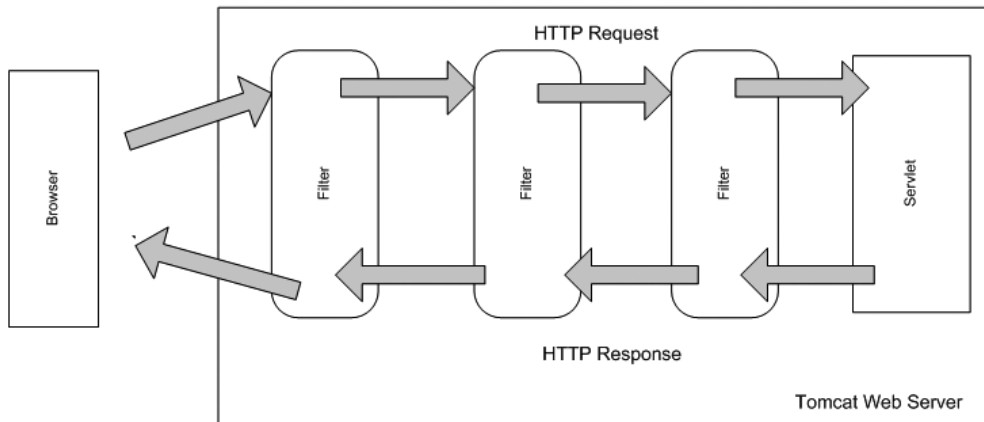 HTTP Request
Browser
Filter
Filter
Filter
Servlet
HTTP Response
Tomcat Web Server